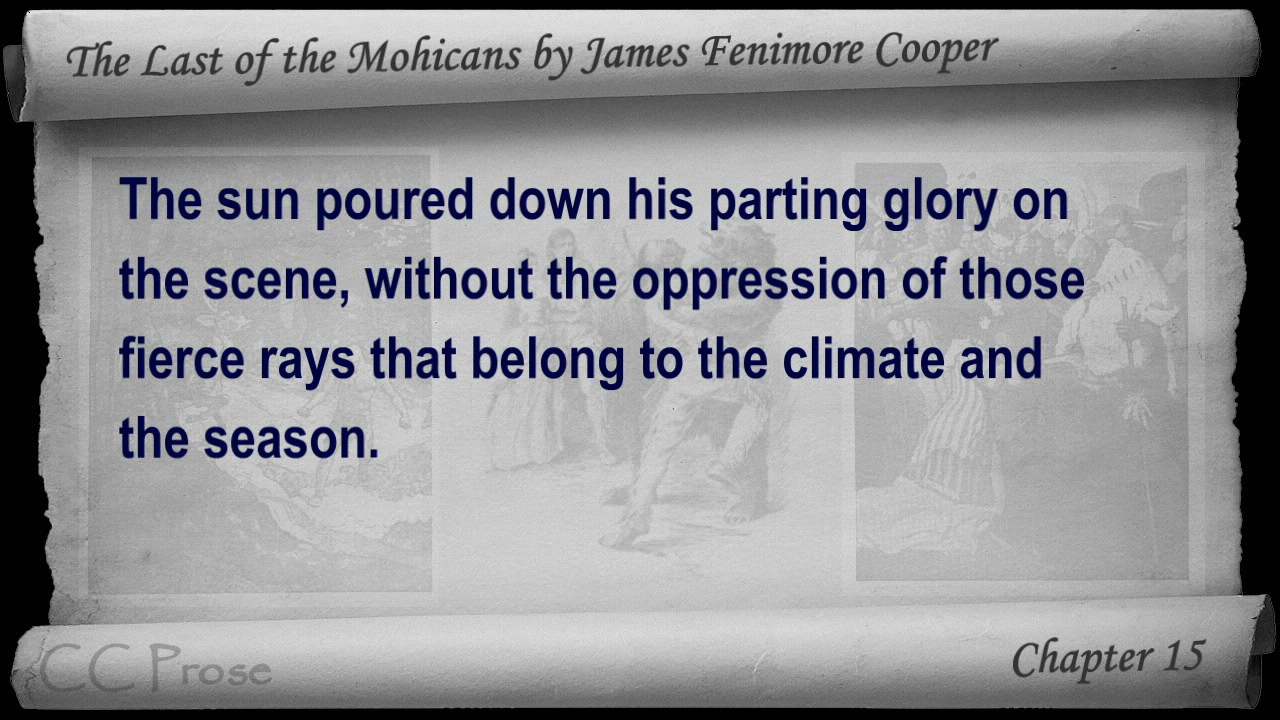 The Last of the Mohicans by James Fenimore Cooper
The sun poured down his parting glory on
the scene, without the oppression of those
fierce rays that belong to the climate and
the season.
CC Prose
Chapter 15